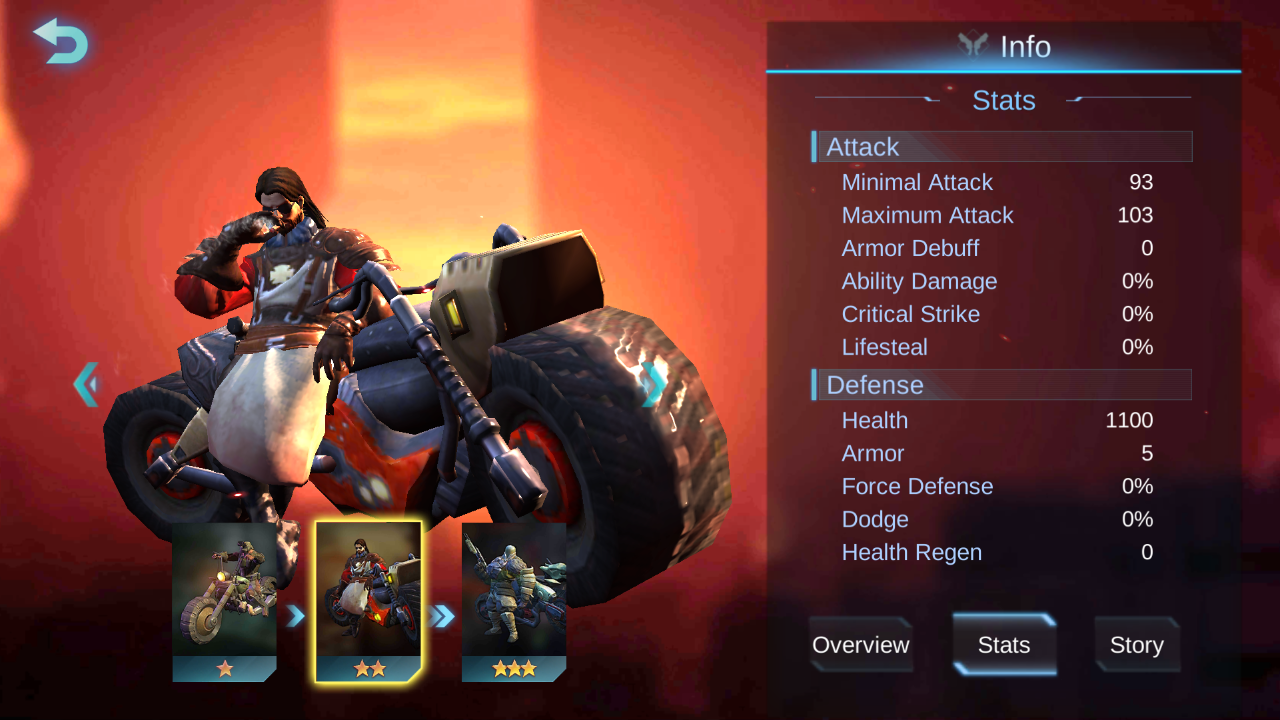 Info
Stats
Attack
Minimal Attack 93
Maximum Attack 103
Armor Debuff 0
Ability Damage 0%
Critical Strike 0%
Lifesteal 0%
Defense
Health 1100
Armor 5
Force Defense 0%
Dodge 0%
Health Regen 0
Overview Stats Story